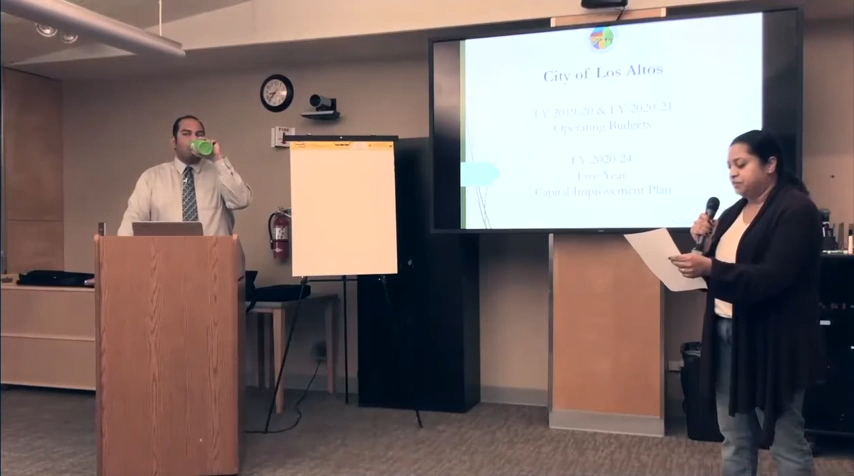 City of Los Altos
FY 2019-20 & FY 2020-21
Operating Budgets
FY 2020-24
Five Year
Capital Improvement Plan